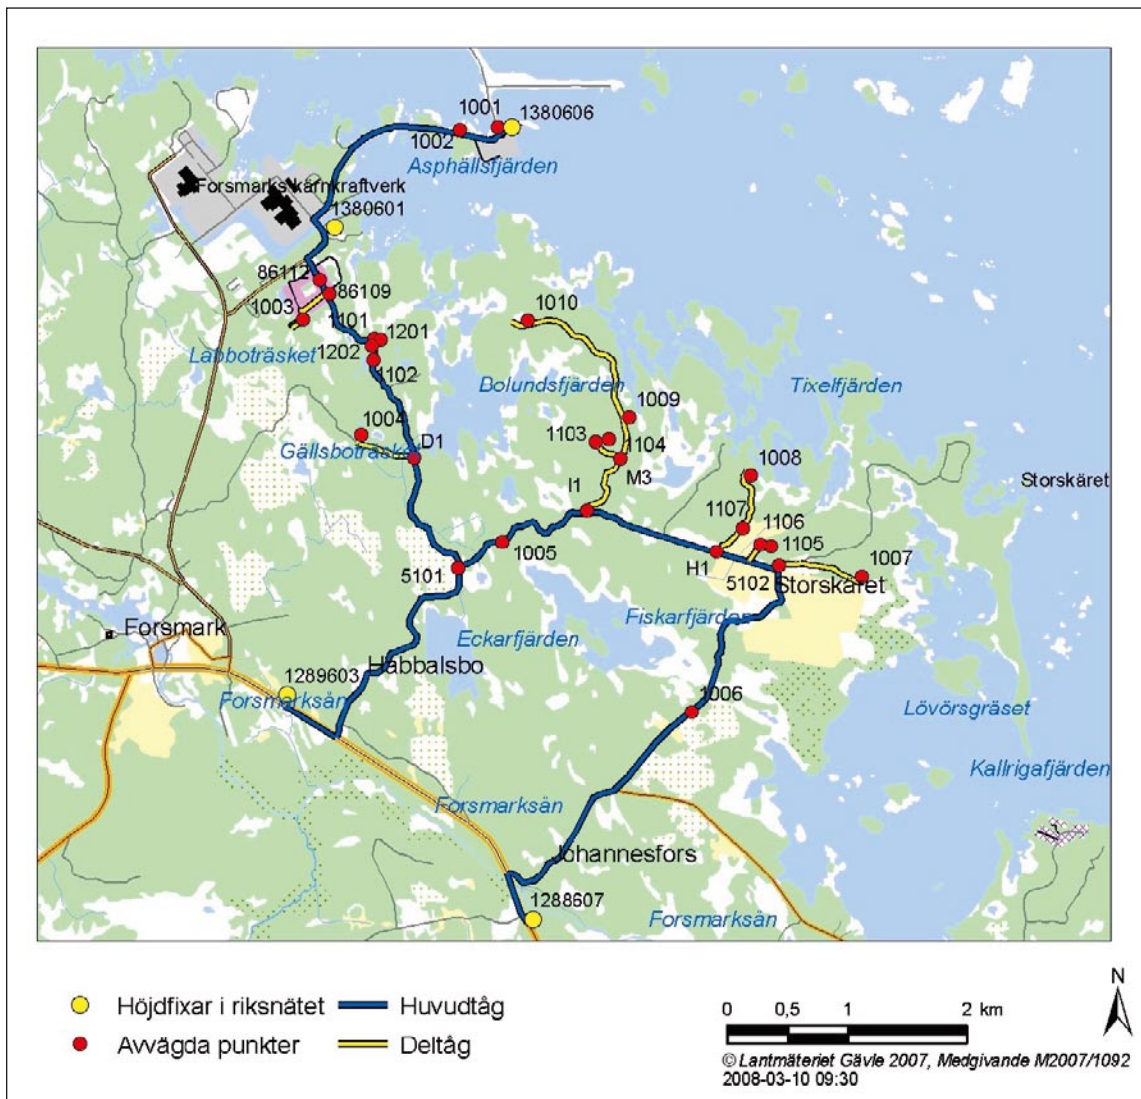 1001
1380606
1002
Asphällsfjärden
Forsmarks kärnkraftverk
1380601
86112
86109
1003
1101
1201
1202
1102
Labboträsket
1010
Bolundsfjärden
Tixelfjärden
1004
1009
1103
1104
Gällsboträsket
D1
M3
1008
Storskäret
I1
1107
1106
1105
1005
H1
1007
5101
5102
Storskäret
Fiskarfjärden
Forsmark
Eckarfjärden
Habbalsbo
1289603
Forsmarksån
1006
Lövörsgräset
Kallrigafjärden
Forsmarksån
Johannesfors
1288607
Forsmarksån
Höjdfixar i riksnätet
Huvudtåg
Avvägda punkter
Deltåg
0 0,5 1 2 km
N
© Lantmäteriet Gävle 2007, Medgivande M2007/1092
2008-03-10 09:30